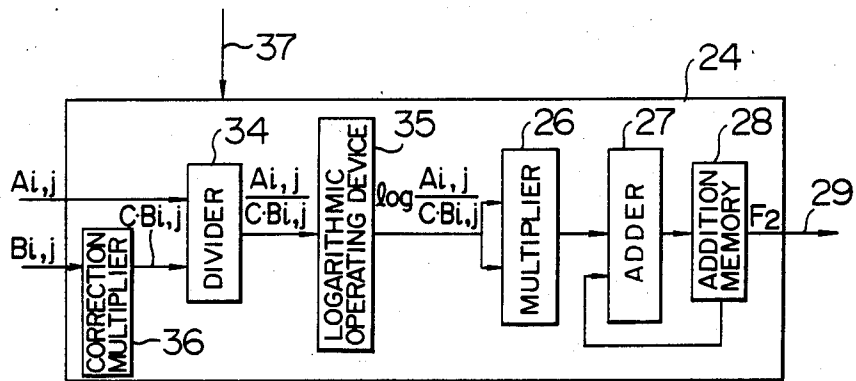 37
24
34
35
26
27
28
29
36
Ai,j
Bi,j
C·Bi,j
CORRECTION
MULTIPLIER
DIVIDER
Ai,j
C·Bi,j
LOGARITHMIC
OPERATING DEVICE
log Ai,j
C·Bi,j
MULTIPLIER
ADDER
ADDITION
MEMORY
F2